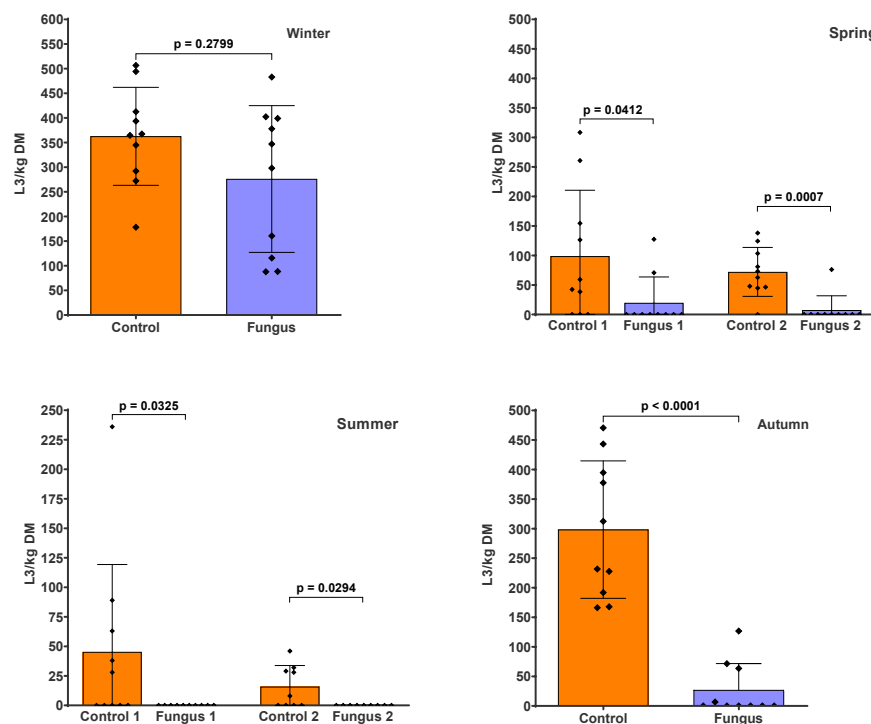 Winter
p = 0.2799
L3/kg DM
600
550
500
450
400
350
300
250
200
150
100
50
0
Control Fungus
Spring
p = 0.0412
p = 0.0007
L3/kg DM
500
450
400
350
300
250
200
150
100
50
0
Control 1 Fungus 1 Control 2 Fungus 2
Summer
p = 0.0325
p = 0.0294
L3/kg DM
250
225
200
175
150
125
100
75
50
25
0
Control 1 Fungus 1 Control 2 Fungus 2
Autumn
p < 0.0001
L3/kg DM
500
450
400
350
300
250
200
150
100
50
0
Control Fungus